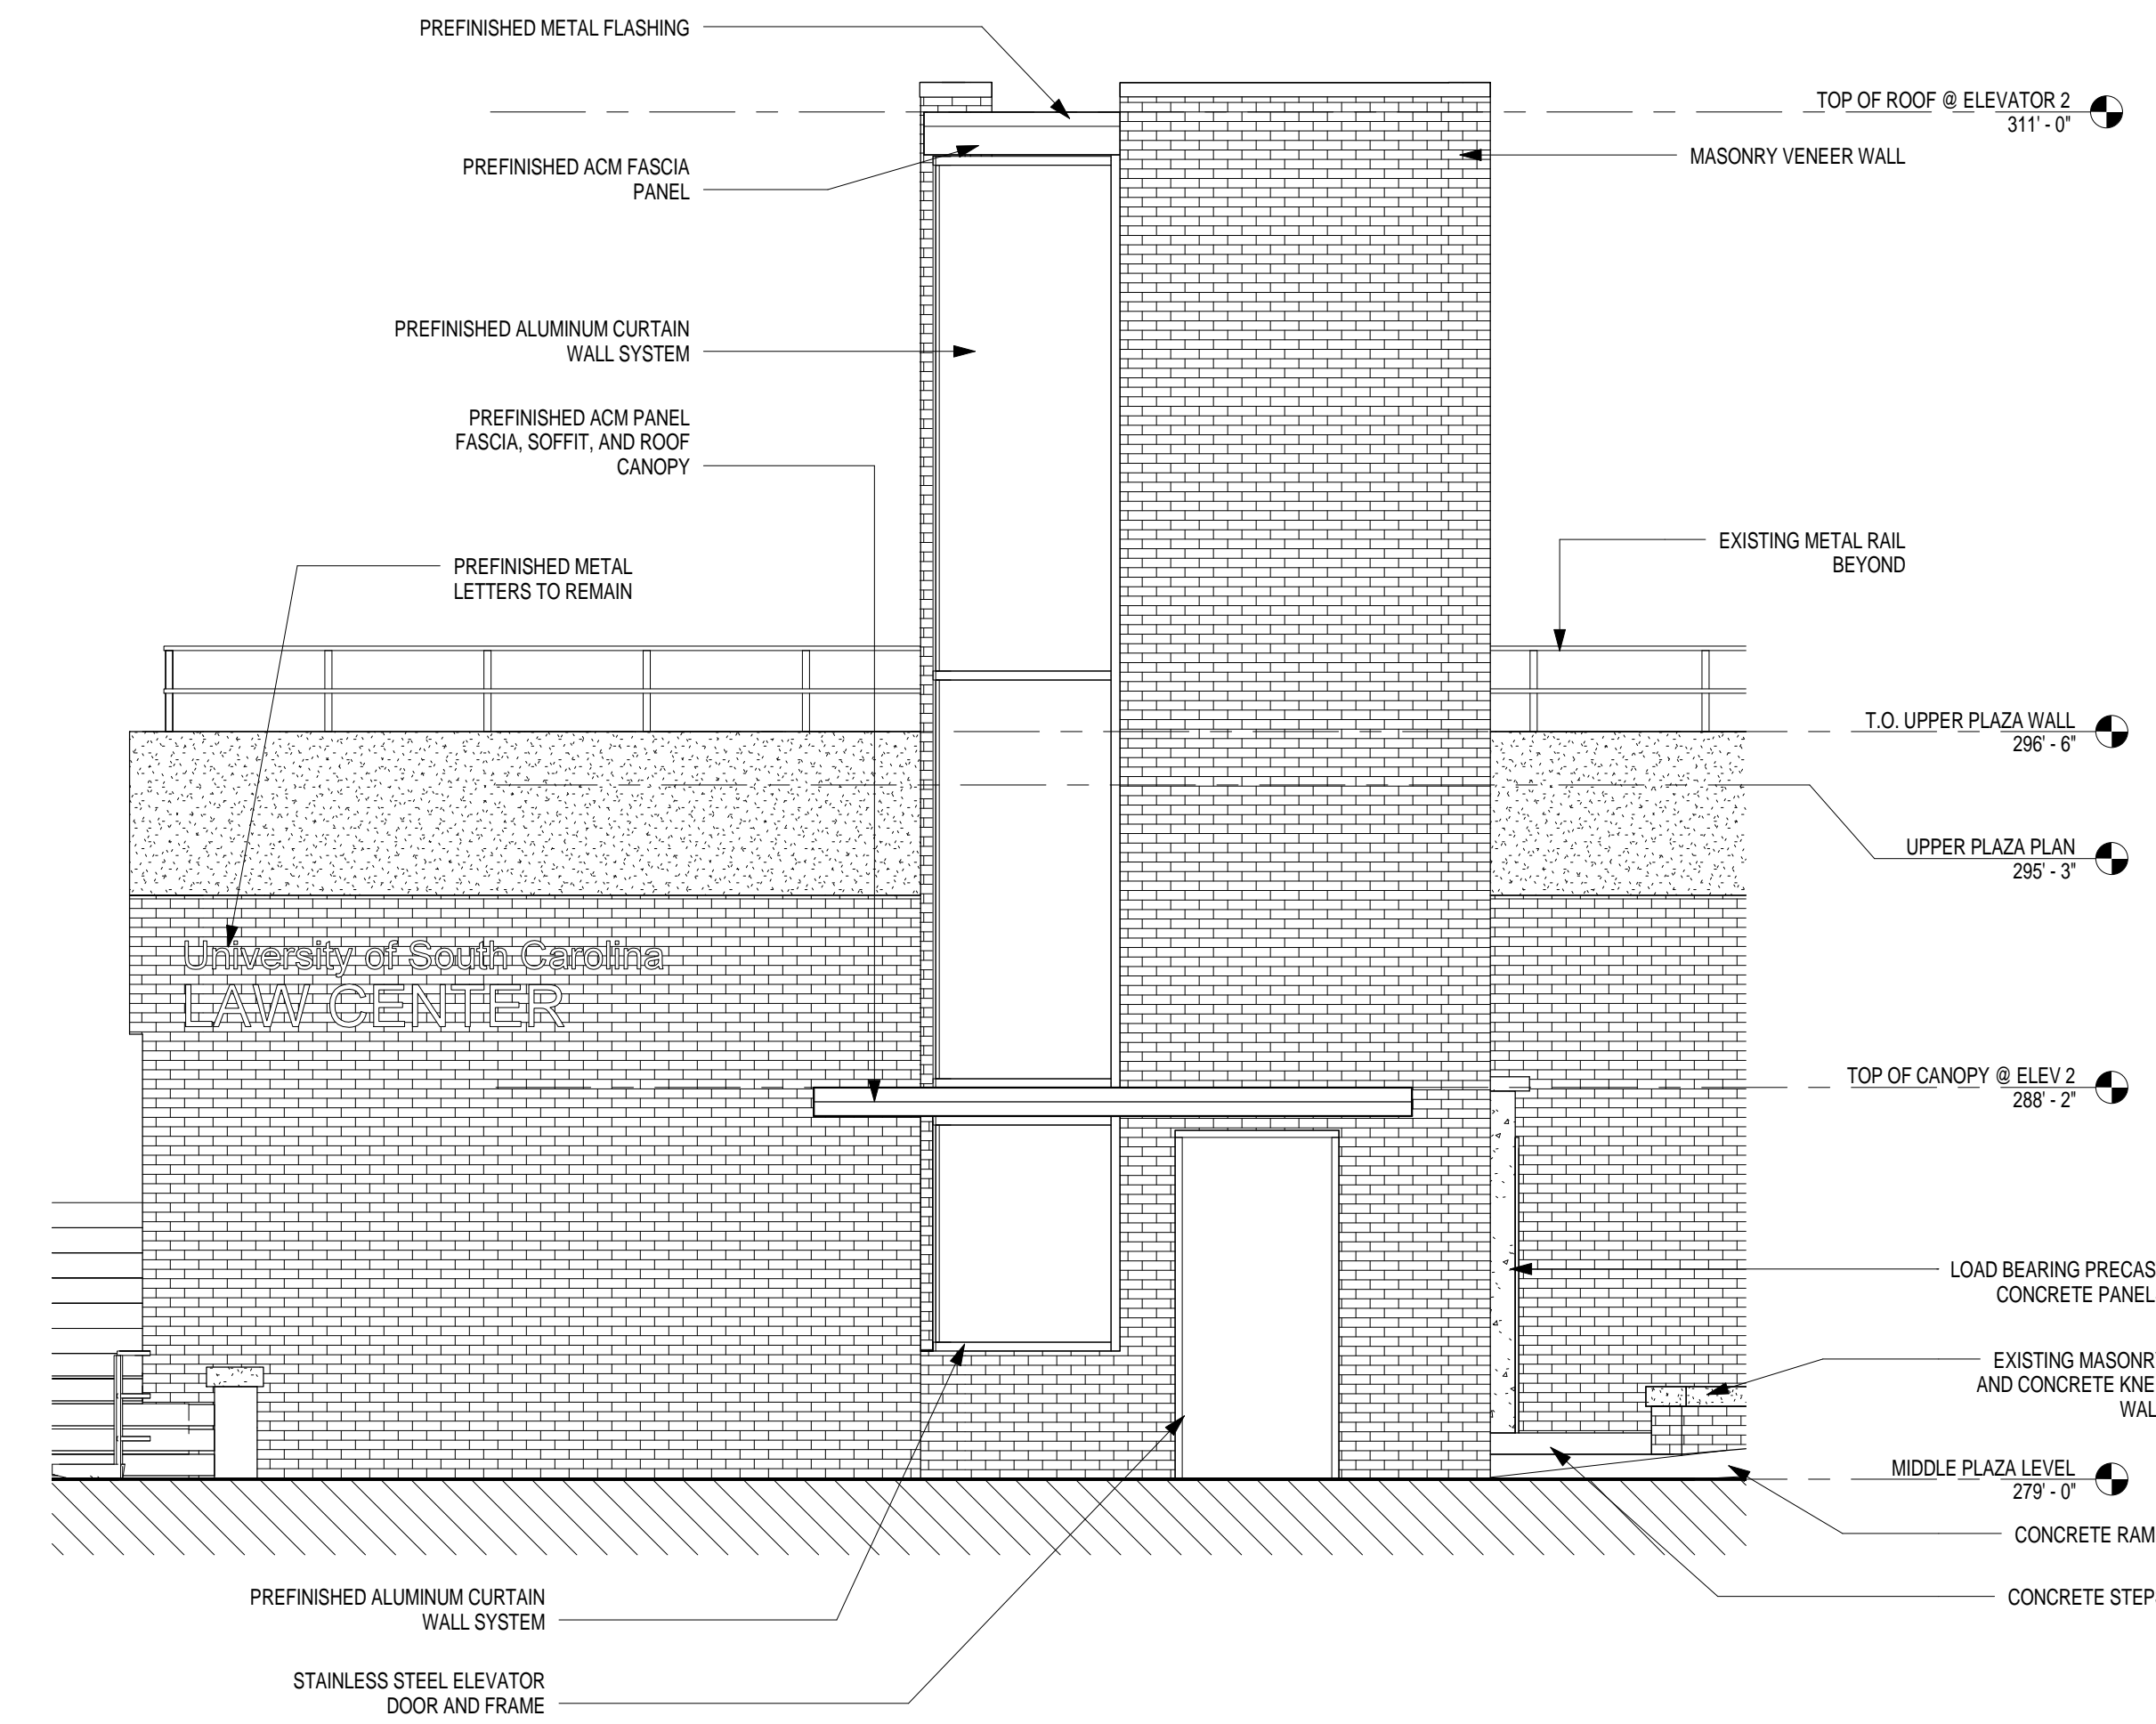 PREFINISHED METAL FLASHING
TOP OF ROOF @ ELEVATOR 2
311' - 0"
MASONRY VENEER WALL
PREFINISHED ACM FASCIA
PANEL
PREFINISHED ALUMINUM CURTAIN
WALL SYSTEM
PREFINISHED ACM PANEL
FASCIA, SOFFIT, AND ROOF
CANOPY
EXISTING METAL RAIL
BEYOND
PREFINISHED METAL
LETTERS TO REMAIN
T.O. UPPER PLAZA WALL
296' - 6"
UPPER PLAZA PLAN
295' - 3"
University of South Carolina
LAW CENTER
TOP OF CANOPY @ ELEV 2
288' - 2"
LOAD BEARING PRECAS
CONCRETE PANEL
EXISTING MASONR
AND CONCRETE KNE
WAL
MIDDLE PLAZA LEVEL
279' - 0"
CONCRETE RAM
CONCRETE STEP
PREFINISHED ALUMINUM CURTAIN
WALL SYSTEM
STAINLESS STEEL ELEVATOR
DOOR AND FRAME